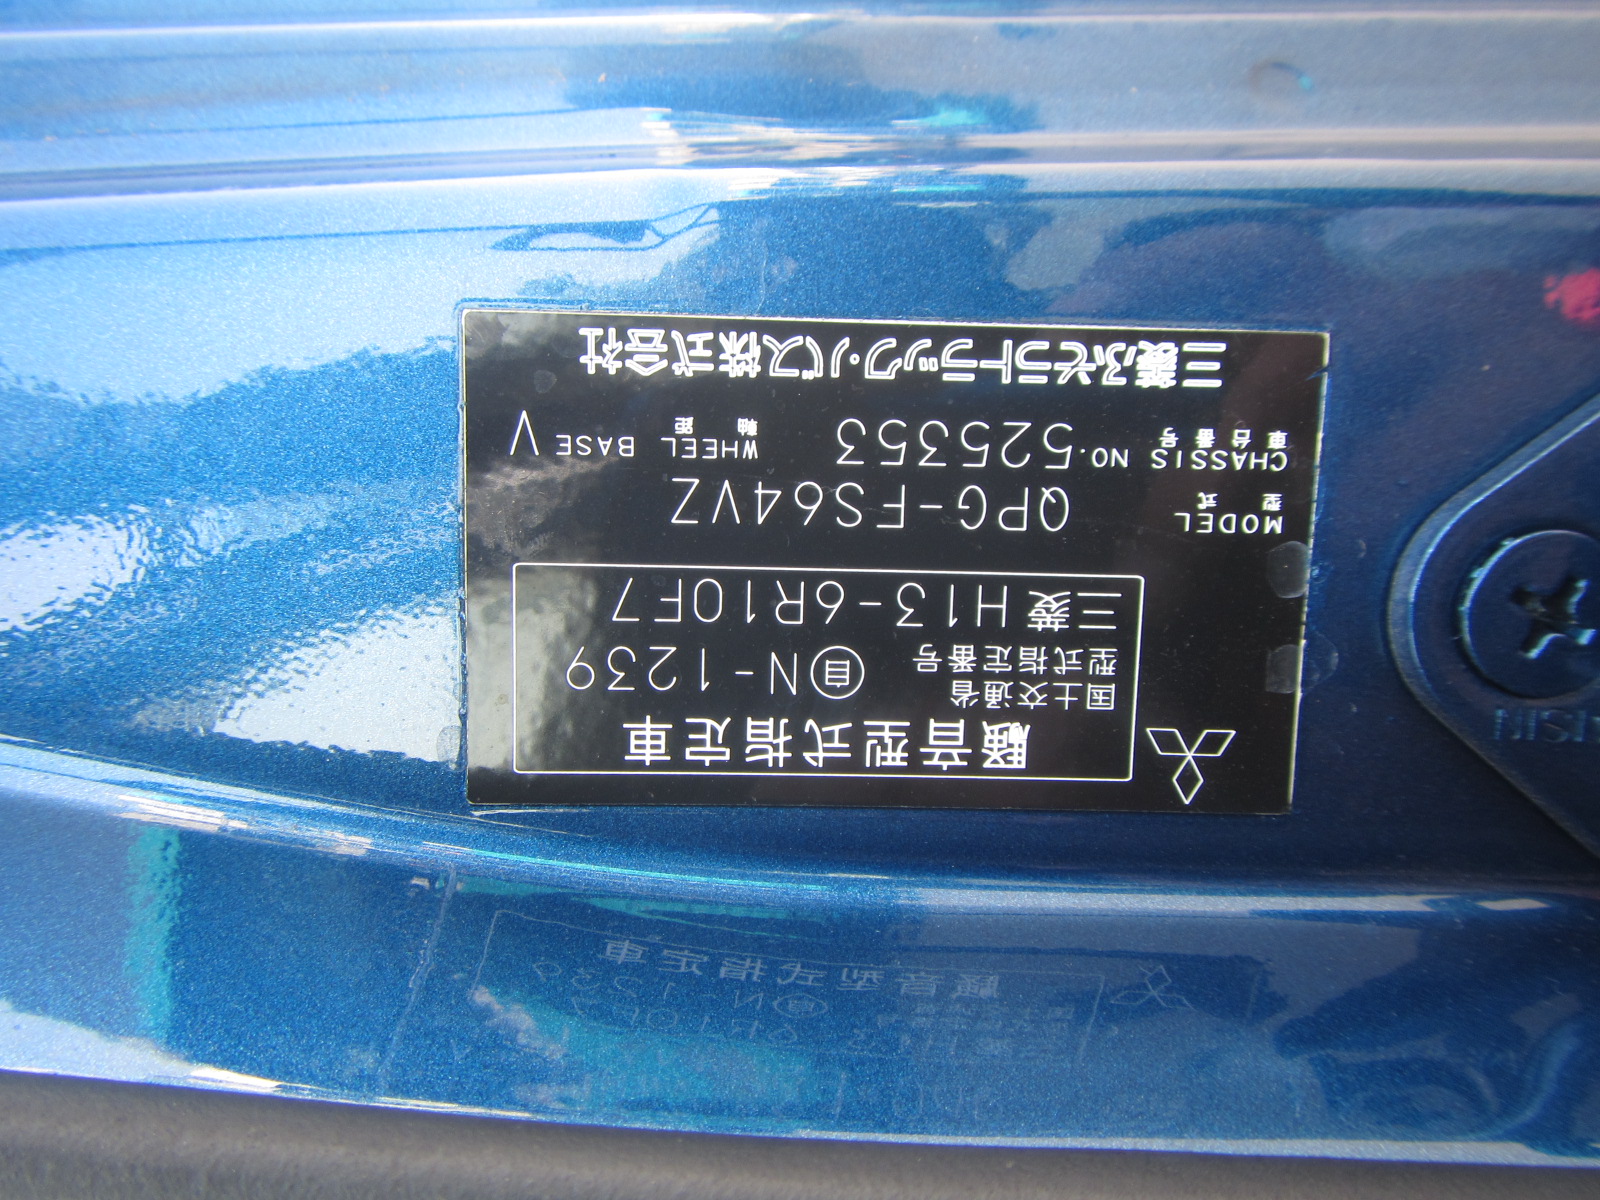 騒音型式指定車
国土交通省
型式指定番号 自N-1239
三菱 H13-6R10F7
MODEL
型式 QPG-FS64VZ
CHASSIS NO. 525353 WHEEL BASE V
車台番号 軸距
三菱ふそうトラック・バス株式会社